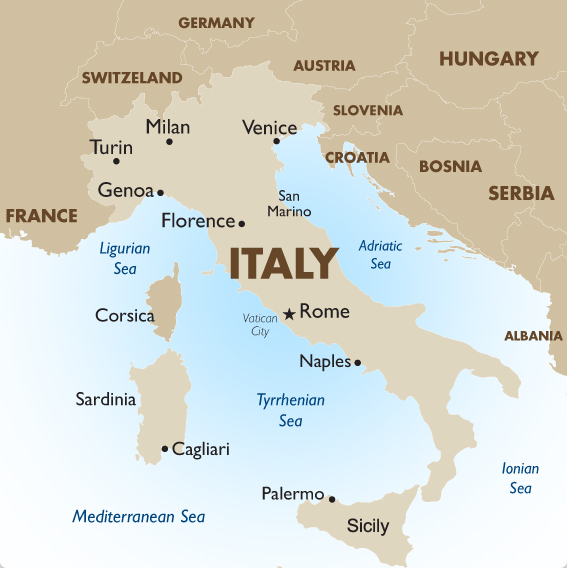 GERMANY
HUNGARY
AUSTRIA
SWITZERLAND
SLOVENIA
Milan
Venice
Turin
CROATIA
BOSNIA
Genoa
SERBIA
San
Marino
FRANCE
Florence
Ligurian
Sea
Adriatic
Sea
ITALY
Corsica
Vatican
City
Rome
ALBANIA
Naples
Sardinia
Tyrrhenian
Sea
Cagliari
Ionian
Sea
Palermo
Mediterranean Sea
Sicily